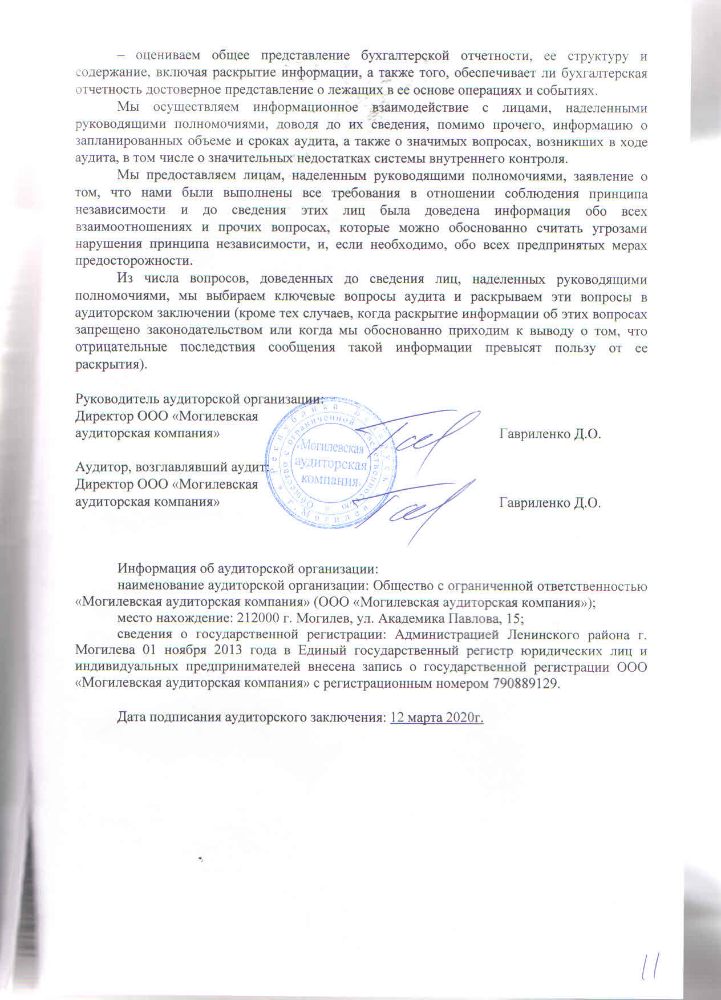 – оцениваем общее представление бухгалтерской отчетности, ее структуру и
содержание, включая раскрытие информации, а также того, обеспечивает ли бухгалтерская
отчетность достоверное представление о лежащих в ее основе операциях и событиях.
Мы осуществляем информационное взаимодействие с лицами, наделенными
руководящими полномочиями, доводя до их сведения, помимо прочего, информацию о
запланированных объеме и сроках аудита, а также о значимых вопросах, возникших в ходе
аудита, в том числе о значительных недостатках системы внутреннего контроля.
Мы предоставляем лицам, наделенным руководящими полномочиями, заявление о
том, что нами были выполнены все требования в отношении соблюдения принципа
независимости и до сведения этих лиц была доведена информация обо всех
взаимоотношениях и прочих вопросах, которые можно обоснованно считать угрозами
нарушения принципа независимости, и, если необходимо, обо всех предпринятых мерах
предосторожности.
Из числа вопросов, доведенных до сведения лиц, наделенных руководящими
полномочиями, мы выбираем ключевые вопросы аудита и раскрываем эти вопросы в
аудиторском заключении (кроме тех случаев, когда раскрытие информации об этих вопросах
запрещено законодательством или когда мы обоснованно приходим к выводу о том, что
отрицательные последствия сообщения такой информации превысят пользу от ее
раскрытия).
Руководитель аудиторской организации:
Директор ООО «Могилевская
аудиторская компания» Гавриленко Д.О.
Аудитор, возглавлявший аудит:
Директор ООО «Могилевская
аудиторская компания» Гавриленко Д.О.
Республика Беларусь
г. Могилев
Общество с ограниченной ответственностью
«Могилевская
аудиторская
компания»
Информация об аудиторской организации:
наименование аудиторской организации: Общество с ограниченной ответственностью
«Могилевская аудиторская компания» (ООО «Могилевская аудиторская компания»);
место нахождение: 212000 г. Могилев, ул. Академика Павлова, 15;
сведения о государственной регистрации: Администрацией Ленинского района г.
Могилева 01 ноября 2013 года в Единый государственный регистр юридических лиц и
индивидуальных предпринимателей внесена запись о государственной регистрации ООО
«Могилевская аудиторская компания» с регистрационным номером 790889129.
Дата подписания аудиторского заключения: 12 марта 2020г.
11